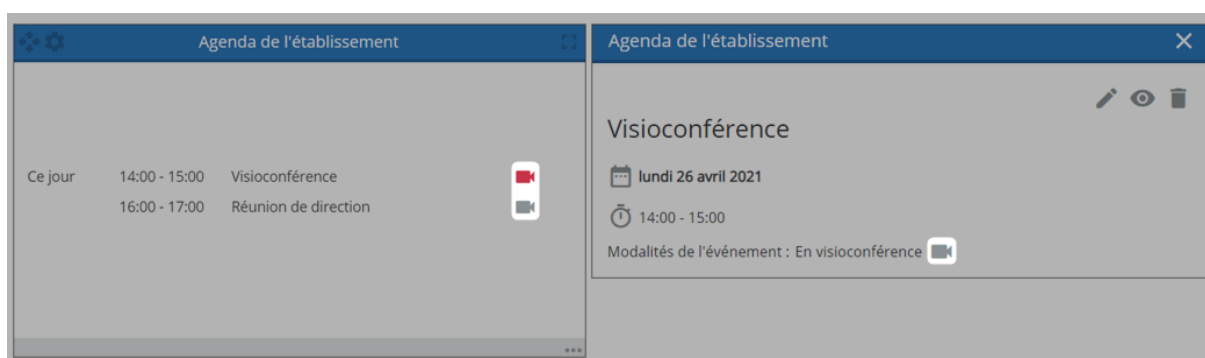 Agenda de l'établissement
Ce jour 14:00 - 15:00 Visioconférence
16:00 - 17:00 Réunion de direction
Agenda de l'établissement
Visioconférence
lundi 26 avril 2021
14:00 - 15:00
Modalités de l'événement : En visioconférence